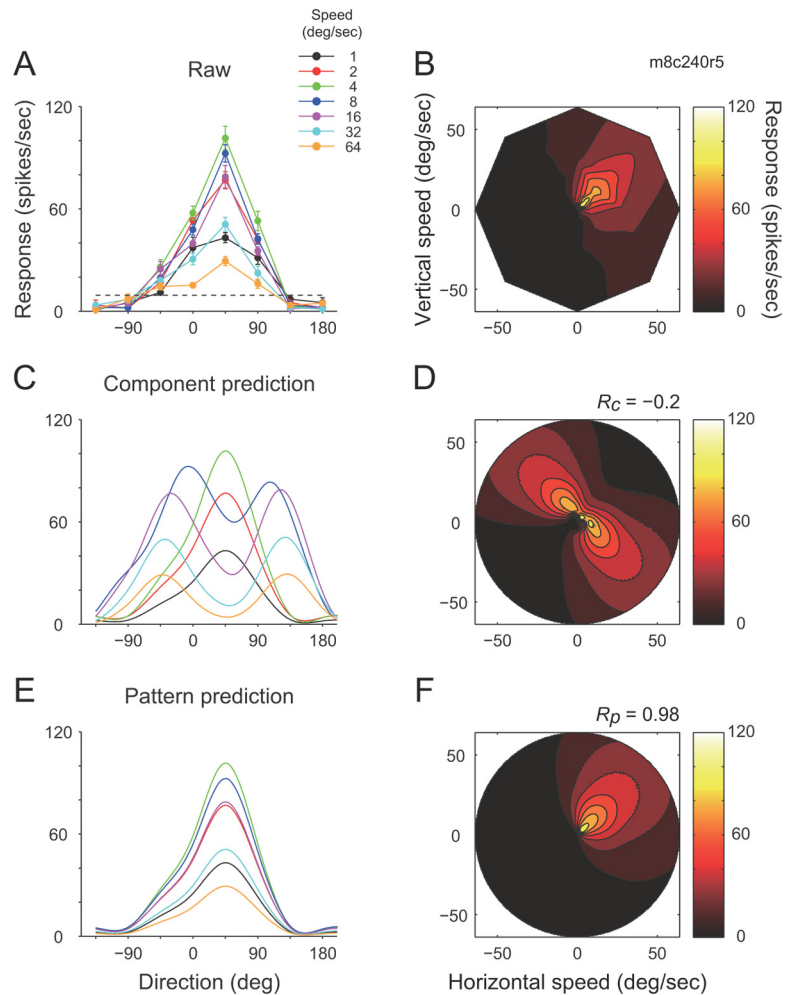 Speed
(deg/sec)
1
2
4
8
16
32
64
A
Raw
120
60
0
Response (spikes/sec)
−90
0
90
180
B
m8c240r5
50
0
−50
Vertical speed (deg/sec)
−50
0
50
120
60
0
Response (spikes/sec)
C
Component prediction
120
60
0
−90
0
90
180
D
Rc = −0.2
50
0
−50
−50
0
50
120
60
0
E
Pattern prediction
120
60
0
−90
0
90
180
Direction (deg)
F
Rp = 0.98
50
0
−50
−50
0
50
Horizontal speed (deg/sec)
120
60
0